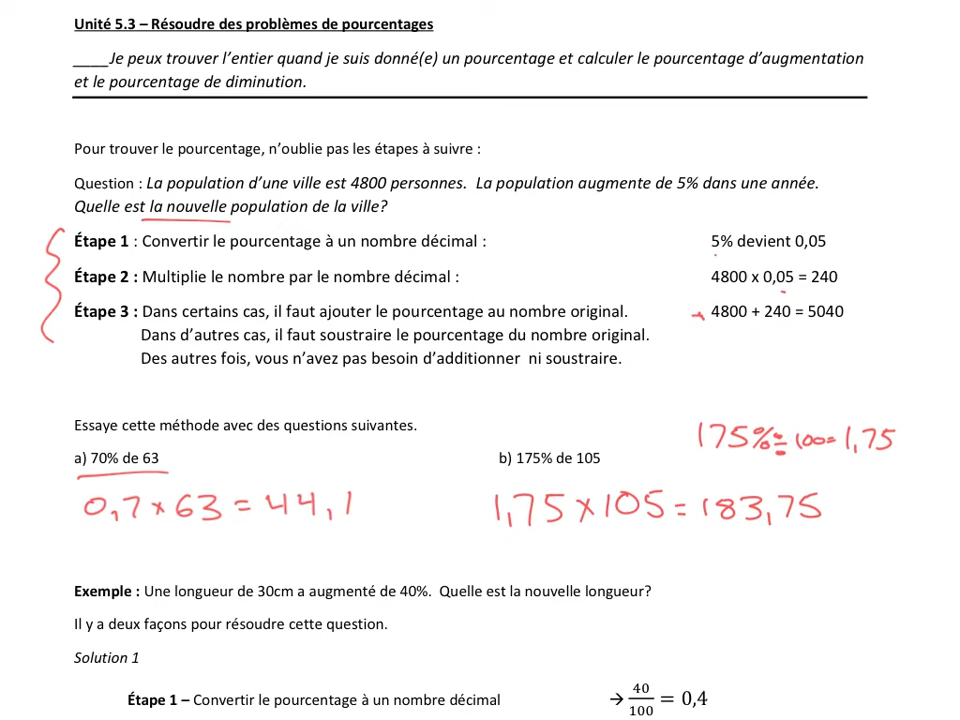 Unité 5.3 – Résoudre des problèmes de pourcentages
____Je peux trouver l'entier quand je suis donné(e) un pourcentage et calculer le pourcentage d'augmentation
et le pourcentage de diminution.
Pour trouver le pourcentage, n'oublie pas les étapes à suivre :
Question : La population d'une ville est 4800 personnes. La population augmente de 5% dans une année.
Quelle est la nouvelle population de la ville?
Étape 1 : Convertir le pourcentage à un nombre décimal : 5% devient 0,05
Étape 2 : Multiplie le nombre par le nombre décimal : 4800 x 0,05 = 240
Étape 3 : Dans certains cas, il faut ajouter le pourcentage au nombre original. 4800 + 240 = 5040
Dans d'autres cas, il faut soustraire le pourcentage du nombre original.
Des autres fois, vous n'avez pas besoin d'additionner ni soustraire.
Essaye cette méthode avec des questions suivantes.
175% ÷ 100 = 1,75
a) 70% de 63 b) 175% de 105
0,7 × 63 = 44,1 1,75 × 105 = 183,75
Exemple : Une longueur de 30cm a augmenté de 40%. Quelle est la nouvelle longueur?
Il y a deux façons pour résoudre cette question.
Solution 1
Étape 1 – Convertir le pourcentage à un nombre décimal → 40/100 = 0,4